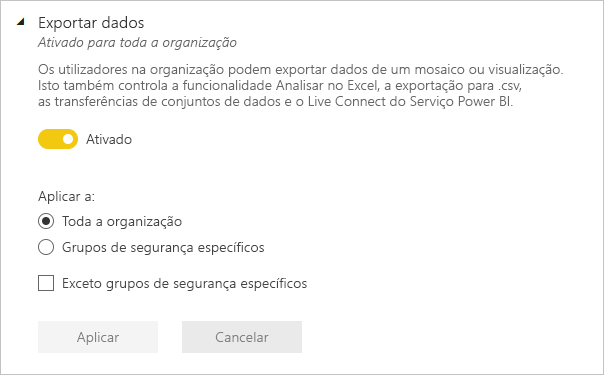 Exportar dados
Ativado para toda a organização
Os utilizadores na organização podem exportar dados de um mosaico ou visualização.
Isto também controla a funcionalidade Analisar no Excel, a exportação para .csv,
as transferências de conjuntos de dados e o Live Connect do Serviço Power BI.
Ativado
Aplicar a:
Toda a organização
Grupos de segurança específicos
Exceto grupos de segurança específicos
Aplicar
Cancelar